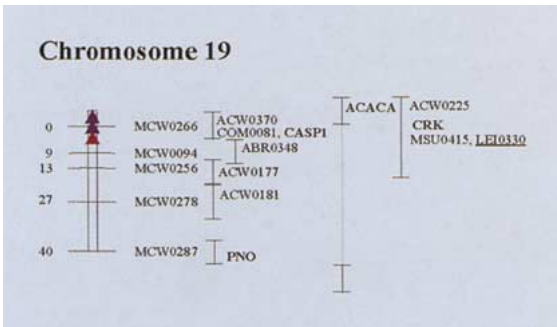 Chromosome 19
0 MCW0266 ACW0370 ACACA ACW0225
COM0081, CASP1 CRK
9 MCW0094 ABR0348 MSU0415, LEI0330
13 MCW0256 ACW0177
27 MCW0278 ACW0181
40 MCW0287 PNO